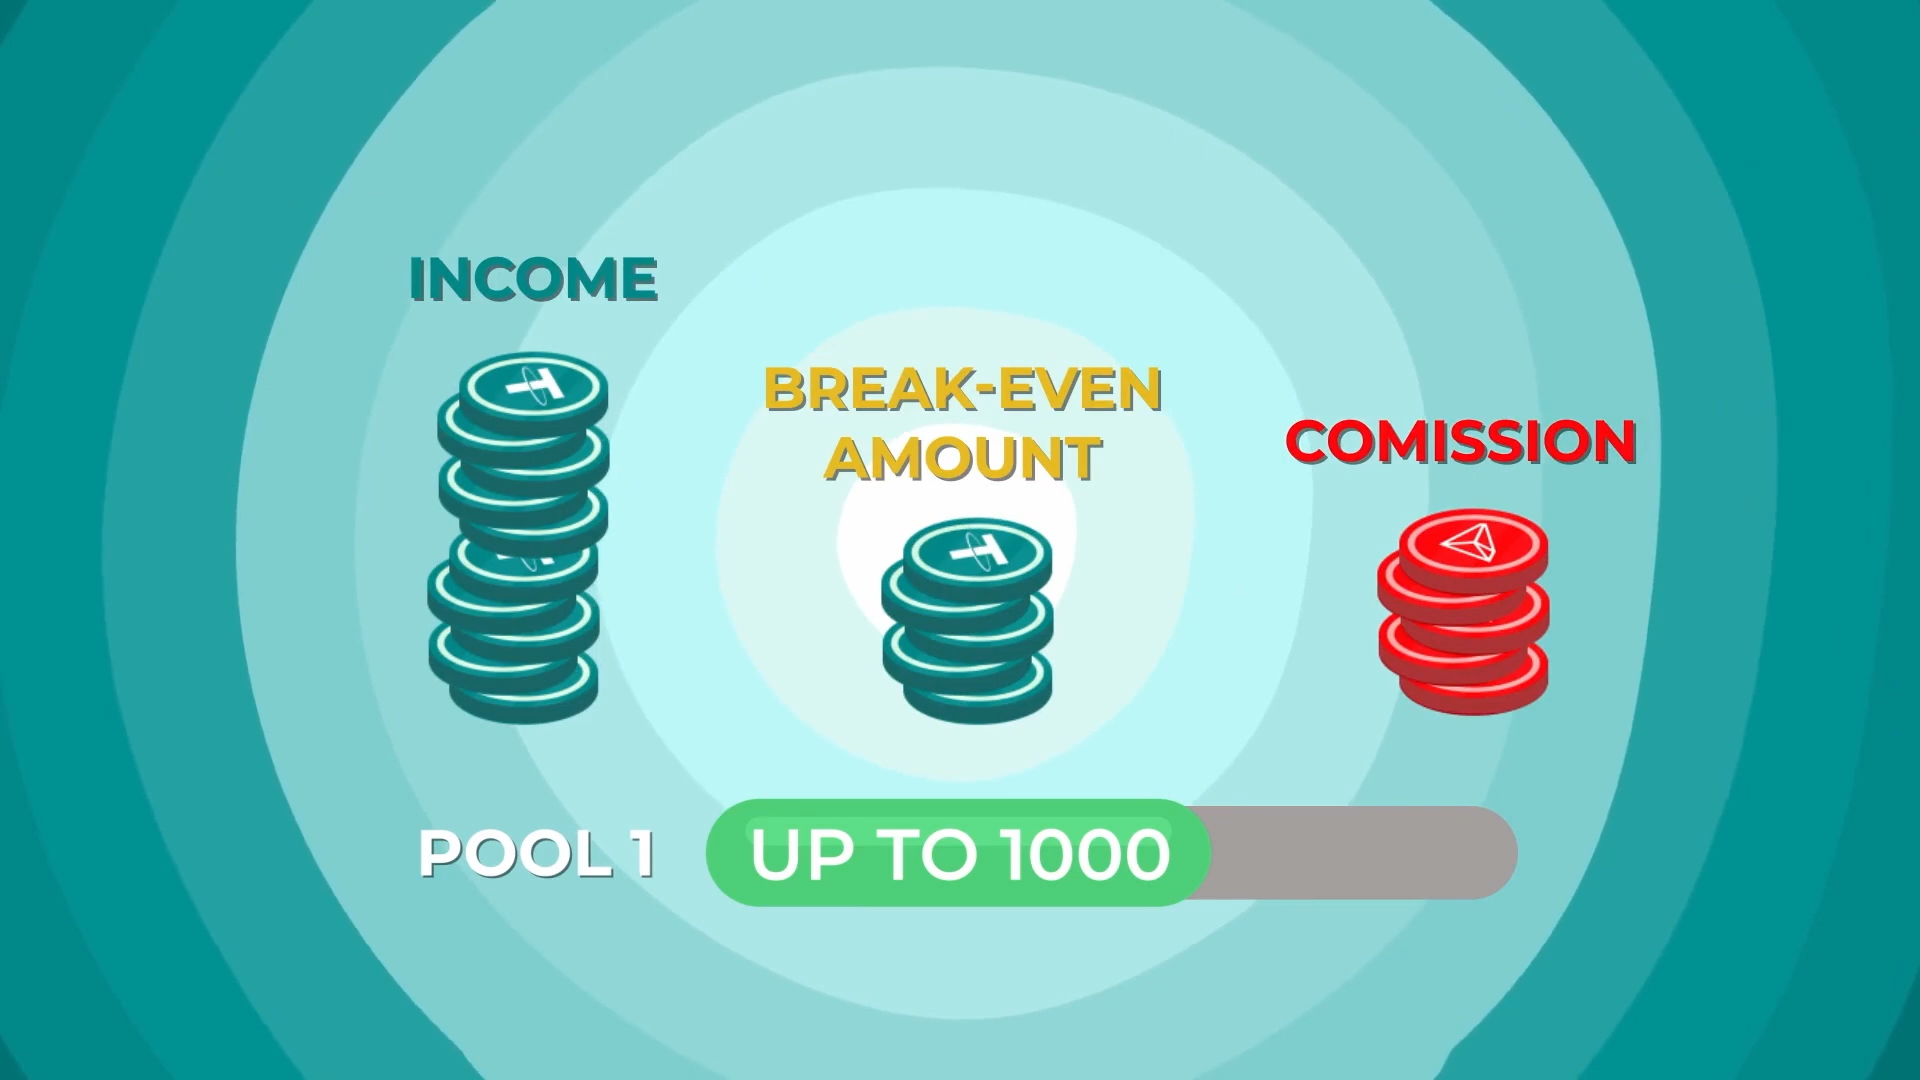 INCOME
BREAK-EVEN
AMOUNT
COMISSION
POOL 1
UP TO 1000